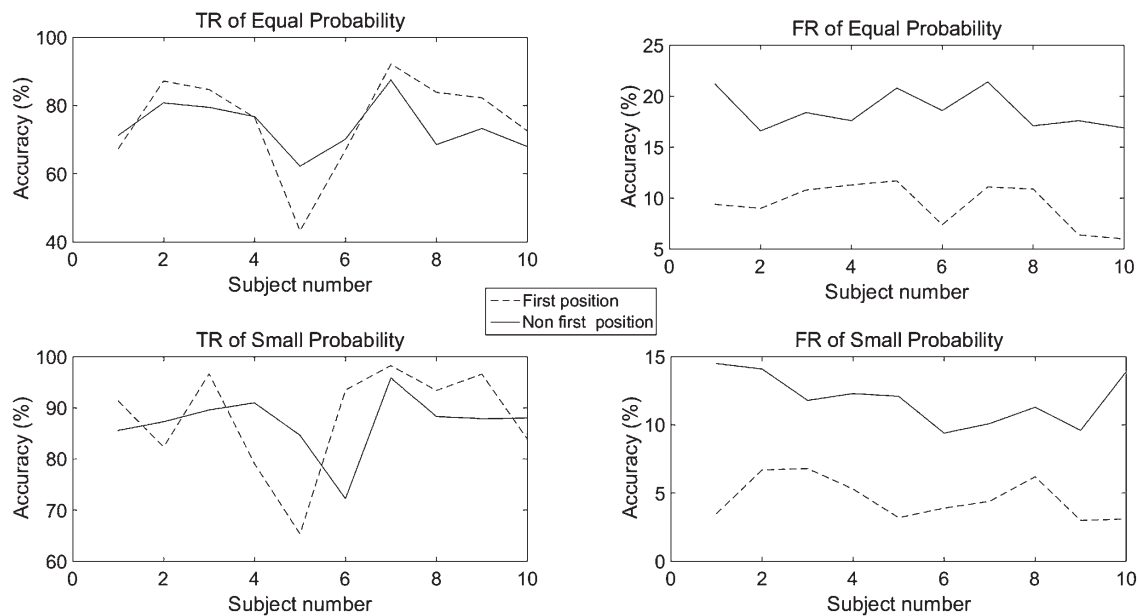 TR of Equal Probability
100
80
60
40
Accuracy (%)
0 2 4 6 8 10
Subject number
FR of Equal Probability
25
20
15
10
5
Accuracy (%)
0 2 4 6 8 10
Subject number
First position
Non first position
TR of Small Probability
100
90
80
70
60
Accuracy (%)
0 2 4 6 8 10
Subject number
FR of Small Probability
15
10
5
0
Accuracy (%)
0 2 4 6 8 10
Subject number